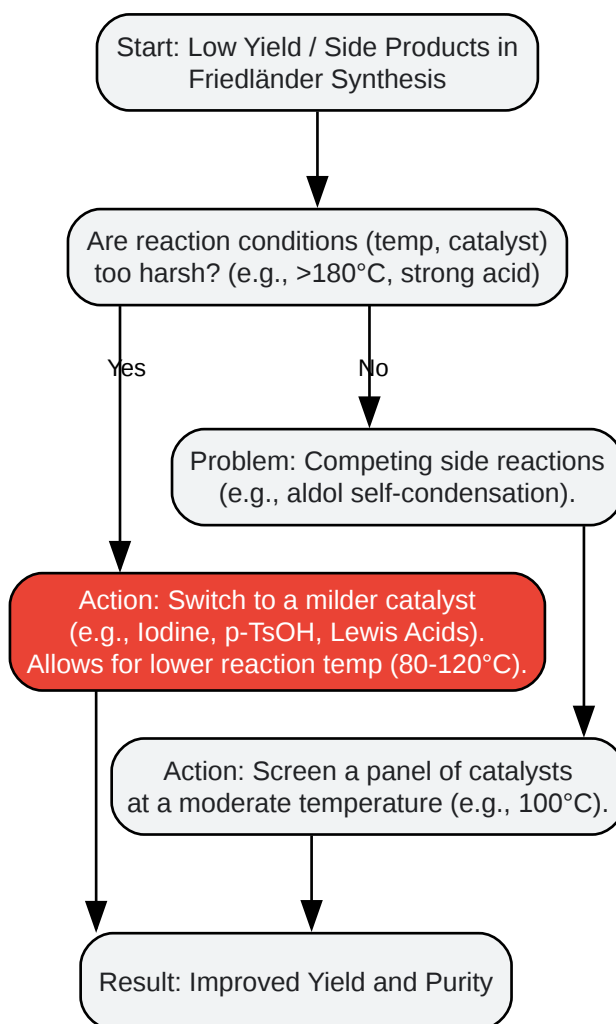 Start: Low Yield / Side Products in
Friedländer Synthesis
Are reaction conditions (temp, catalyst)
too harsh? (e.g., >180°C, strong acid)
Yes
No
Problem: Competing side reactions
(e.g., aldol self-condensation).
Action: Switch to a milder catalyst
(e.g., Iodine, p-TsOH, Lewis Acids).
Allows for lower reaction temp (80-120°C).
Action: Screen a panel of catalysts
at a moderate temperature (e.g., 100°C).
Result: Improved Yield and Purity